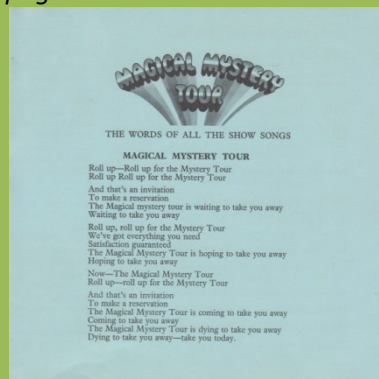 MAGICAL MYSTERY
TOUR
THE WORDS OF ALL THE SHOW SONGS
MAGICAL MYSTERY TOUR
Roll up—Roll up for the Mystery Tour
Roll up Roll up for the Mystery Tour
And that's an invitation
To make a reservation
The Magical mystery tour is waiting to take you away
Waiting to take you away
Roll up, roll up for the Mystery Tour
We've got everything you need
Satisfaction guaranteed
The Magical Mystery Tour is hoping to take you away
Hoping to take you away
Now—The Magical Mystery Tour
Roll up—roll up for the Mystery Tour
And that's an invitation
To make a reservation
The Magical Mystery Tour is coming to take you away
Coming to take you away
The Magical Mystery Tour is dying to take you away
Dying to take you away—take you today.